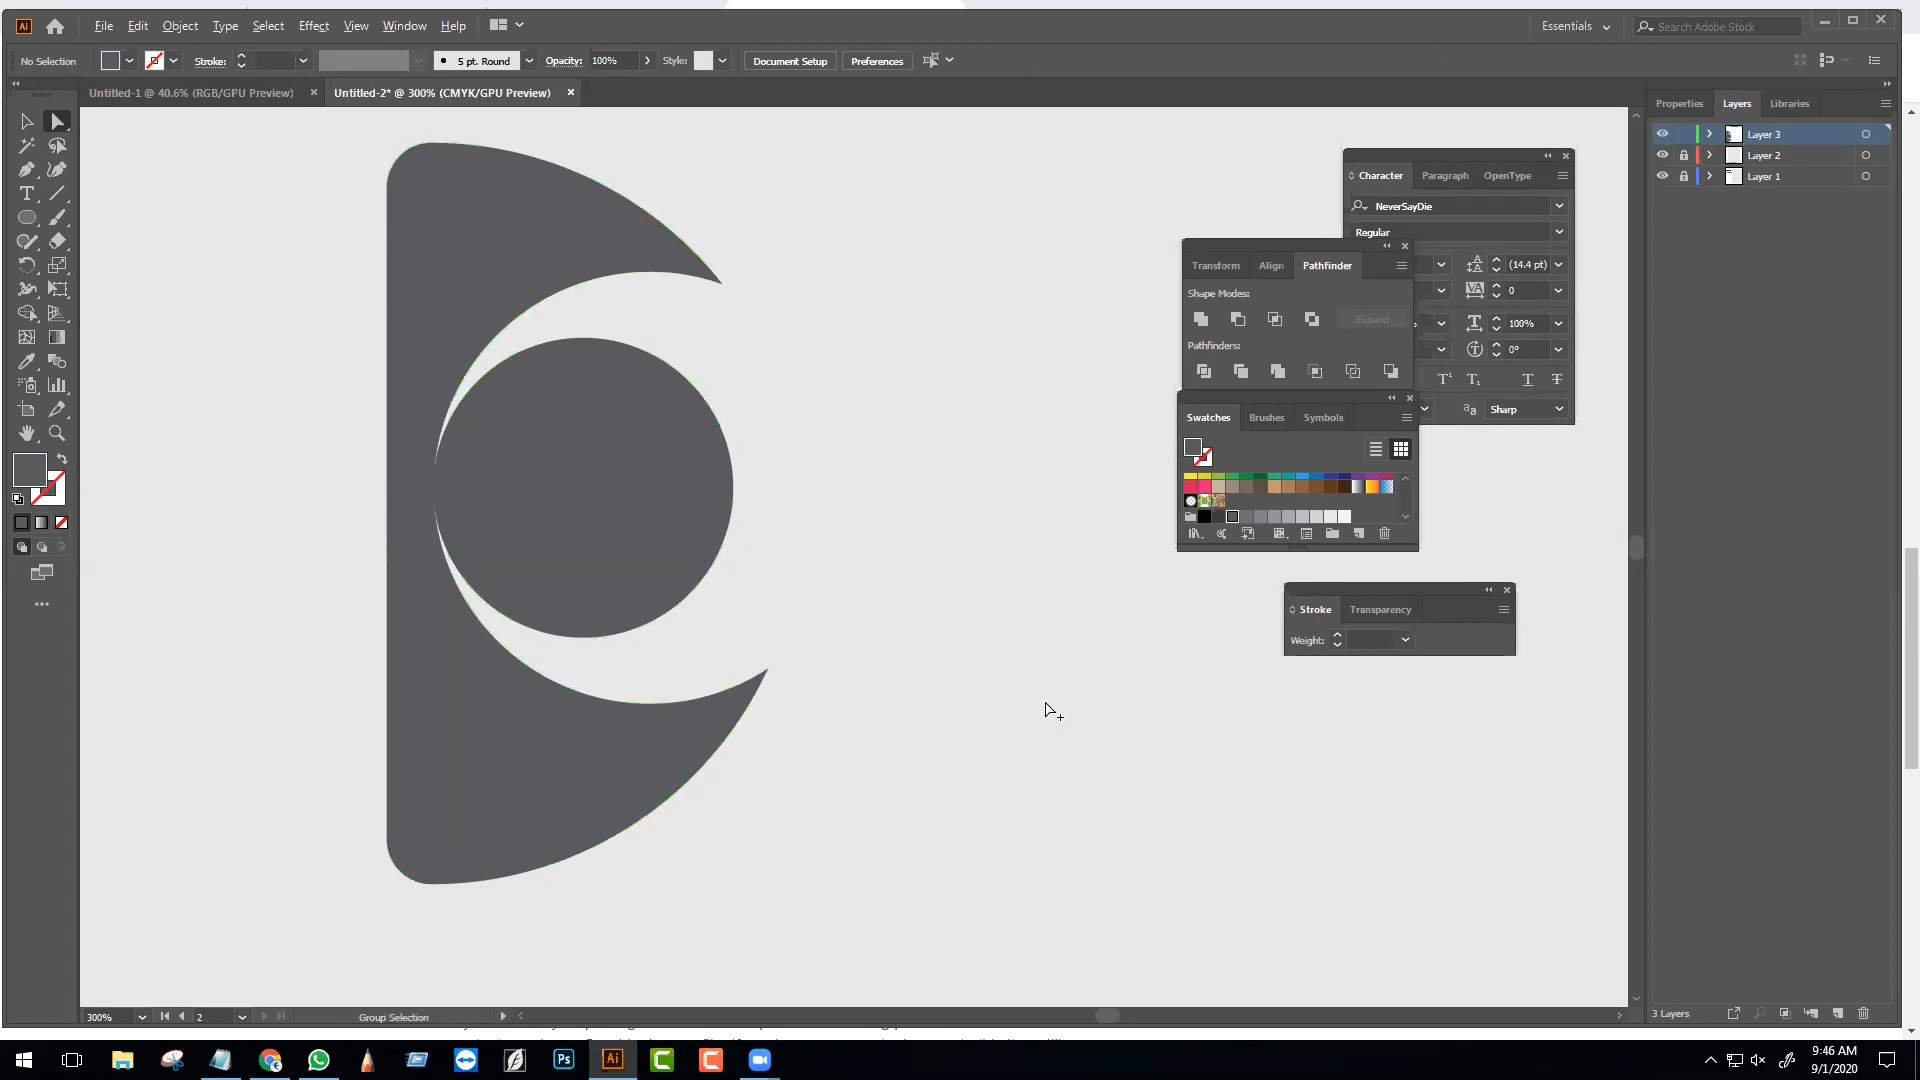 File Edit Object Type Select Effect View Window Help
Essentials
Search Adobe Stock
No Selection
Stroke:
5 pt. Round
Opacity: 100%
Style:
Document Setup
Preferences
Untitled-1 @ 40.6% (RGB/GPU Preview)
Untitled-2* @ 300% (CMYK/GPU Preview)
Properties
Layers
Libraries
Layer 3
Layer 2
Layer 1
Character
Paragraph
OpenType
NeverSayDie
Regular
(14.4 pt)
0
100%
0°
Sharp
Transform
Align
Pathfinder
Shape Modes:
Expand
Pathfinders:
Swatches
Brushes
Symbols
Stroke
Transparency
Weight:
300%
2
Group Selection
3 Layers
Ps
Ai
9:46 AM
9/1/2020